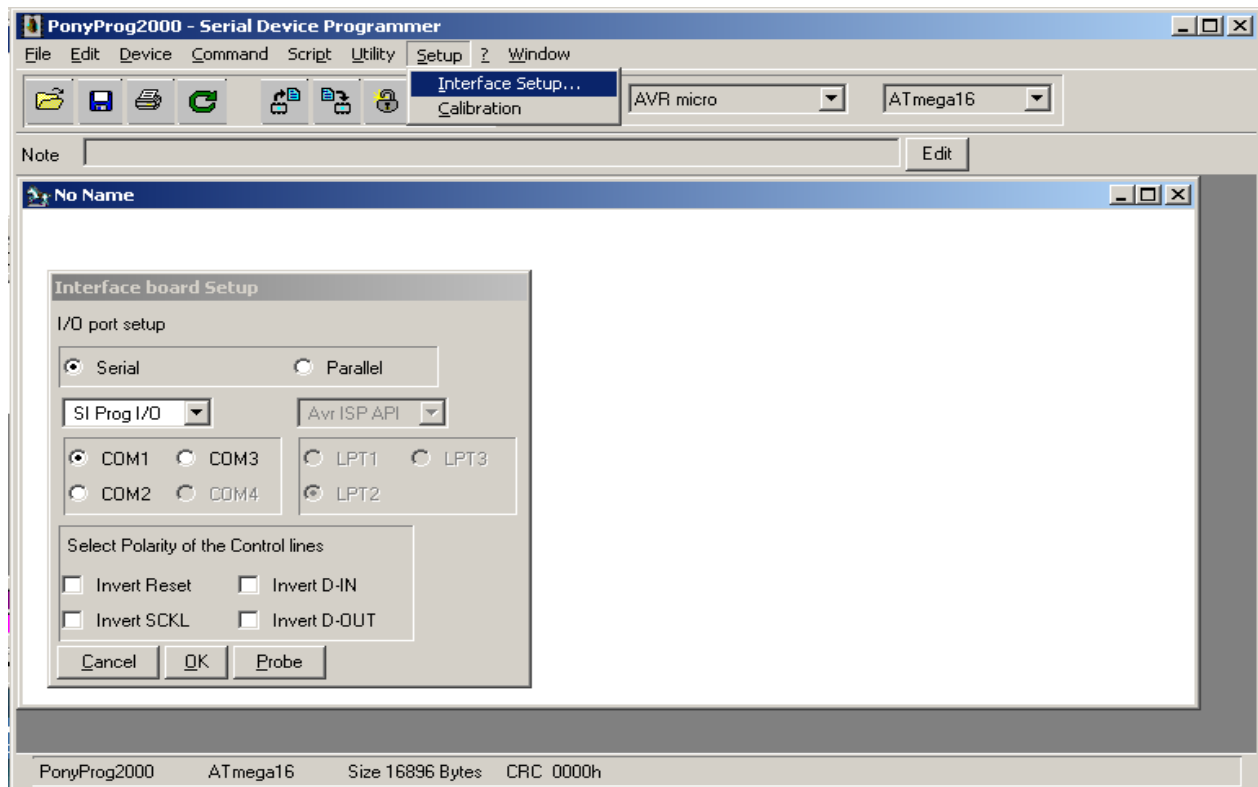 PonyProg2000 - Serial Device Programmer
File Edit Device Command Script Utility Setup ? Window
Interface Setup...
Calibration
AVR micro ATmega16
Note Edit
No Name
Interface board Setup
I/O port setup
Serial Parallel
SI Prog I/O Avr ISP API
COM1 COM3 LPT1 LPT3
COM2 COM4 LPT2
Select Polarity of the Control lines
Invert Reset Invert D-IN
Invert SCKL Invert D-OUT
Cancel OK Probe
PonyProg2000 ATmega16 Size 16896 Bytes CRC 0000h